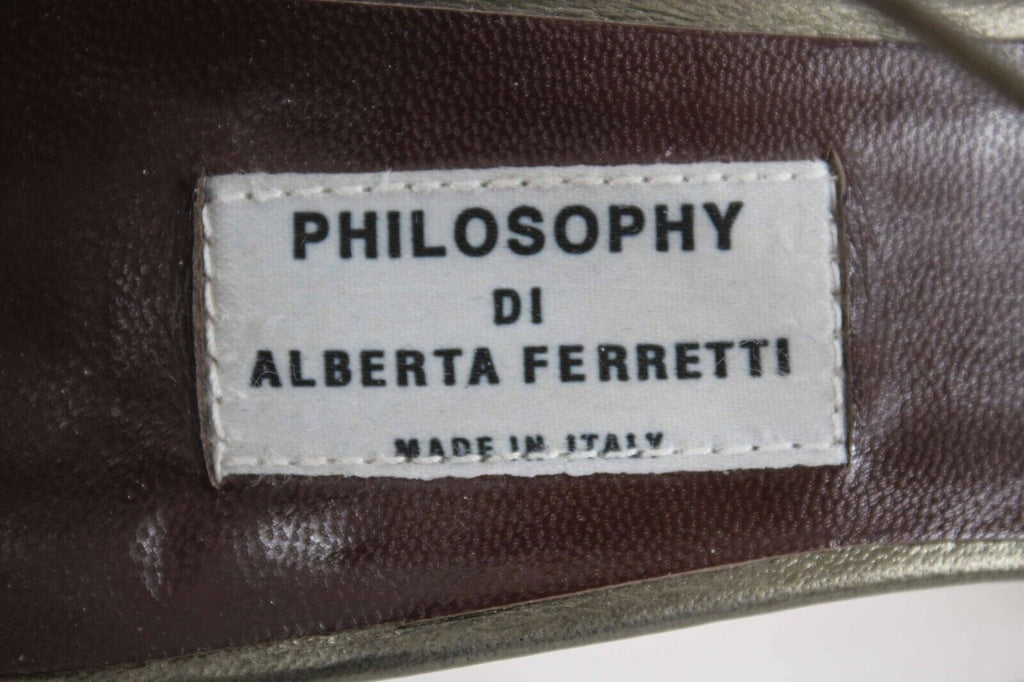 PHILOSOPHY
DI
ALBERTA FERRETTI
MADE IN ITALY